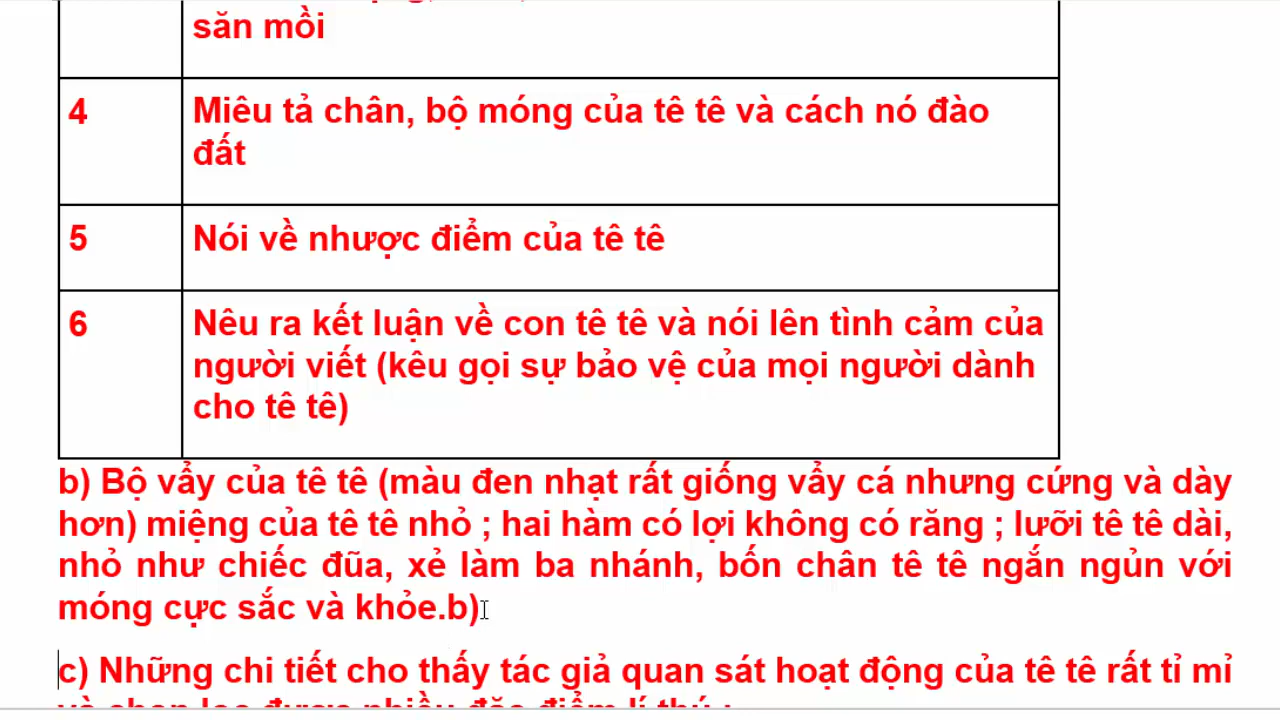 săn mồi
4 Miêu tả chân, bộ móng của tê tê và cách nó đào
đất
5 Nói về nhược điểm của tê tê
6 Nêu ra kết luận về con tê tê và nói lên tình cảm của
người viết (kêu gọi sự bảo vệ của mọi người dành
cho tê tê)
b) Bộ vẩy của tê tê (màu đen nhạt rất giống vẩy cá nhưng cứng và dày
hơn) miệng của tê tê nhỏ ; hai hàm có lợi không có răng ; lưỡi tê tê dài,
nhỏ như chiếc đũa, xẻ làm ba nhánh, bốn chân tê tê ngắn ngủn với
móng cực sắc và khỏe.b)
c) Những chi tiết cho thấy tác giả quan sát hoạt động của tê tê rất tỉ mỉ